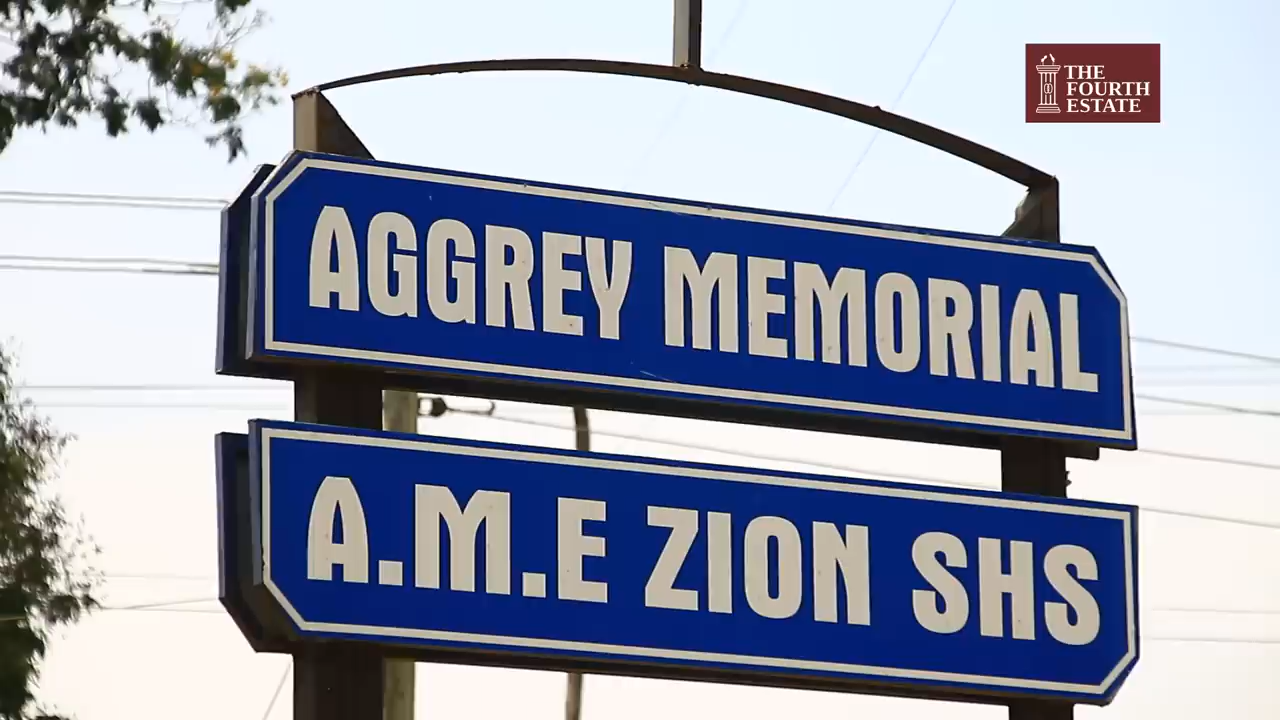 THE
FOURTH
ESTATE
AGGREY MEMORIAL
A.M.E ZION SHS